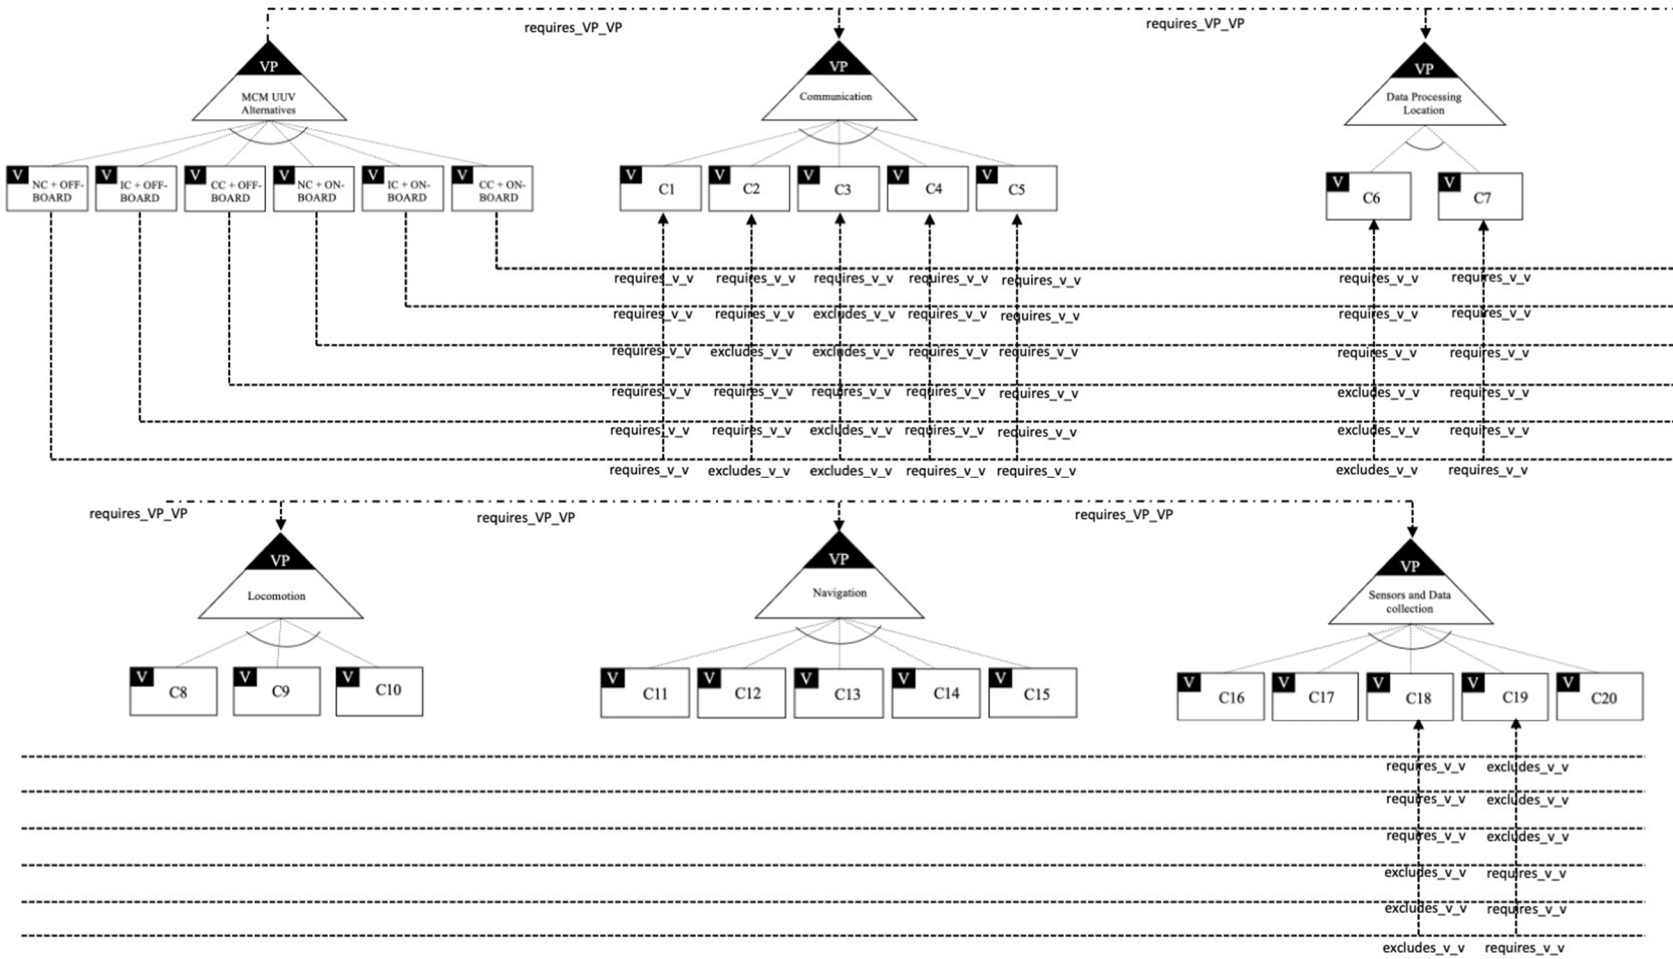 requires_VP_VP
requires_VP_VP
VP
VP
VP
MCM UUV
Alternatives
Communication
Data Processing
Location
V
NC + OFF-
BOARD
V
IC + OFF-
BOARD
V
CC + OFF-
BOARD
V
NC + ON-
BOARD
V
IC + ON-
BOARD
V
CC + ON-
BOARD
V
C1
V
C2
V
C3
V
C4
V
C5
V
C6
V
C7
requires_v_v requires_v_v requires_v_v requires_v_v requires_v_v requires_v_v requires_v_v
requires_v_v requires_v_v excludes_v_v requires_v_v requires_v_v requires_v_v requires_v_v
requires_v_v excludes_v_v excludes_v_v requires_v_v requires_v_v requires_v_v requires_v_v
requires_v_v requires_v_v requires_v_v requires_v_v requires_v_v excludes_v_v requires_v_v
requires_v_v requires_v_v excludes_v_v requires_v_v requires_v_v excludes_v_v requires_v_v
requires_v_v excludes_v_v excludes_v_v requires_v_v requires_v_v excludes_v_v requires_v_v
requires_VP_VP
requires_VP_VP
requires_VP_VP
VP
VP
VP
Locomotion
Navigation
Sensors and Data
collection
V
C8
V
C9
V
C10
V
C11
V
C12
V
C13
V
C14
V
C15
V
C16
V
C17
V
C18
V
C19
V
C20
requires_v_v excludes_v_v
requires_v_v excludes_v_v
requires_v_v excludes_v_v
excludes_v_v requires_v_v
excludes_v_v requires_v_v
excludes_v_v requires_v_v